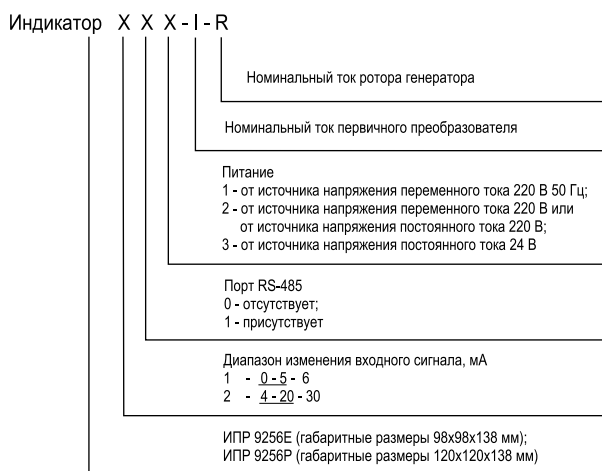 Индикатор X X X - I - R
Номинальный ток ротора генератора
Номинальный ток первичного преобразователя
Питание
1 - от источника напряжения переменного тока 220 В 50 Гц;
2 - от источника напряжения переменного тока 220 В или
от источника напряжения постоянного тока 220 В;
3 - от источника напряжения постоянного тока 24 В
Порт RS-485
0 - отсутствует;
1 - присутствует
Диапазон изменения входного сигнала, мА
1 - 0 - 5 - 6
2 - 4 - 20 - 30
ИПР 9256Е (габаритные размеры 98x98x138 мм);
ИПР 9256Р (габаритные размеры 120x120x138 мм)